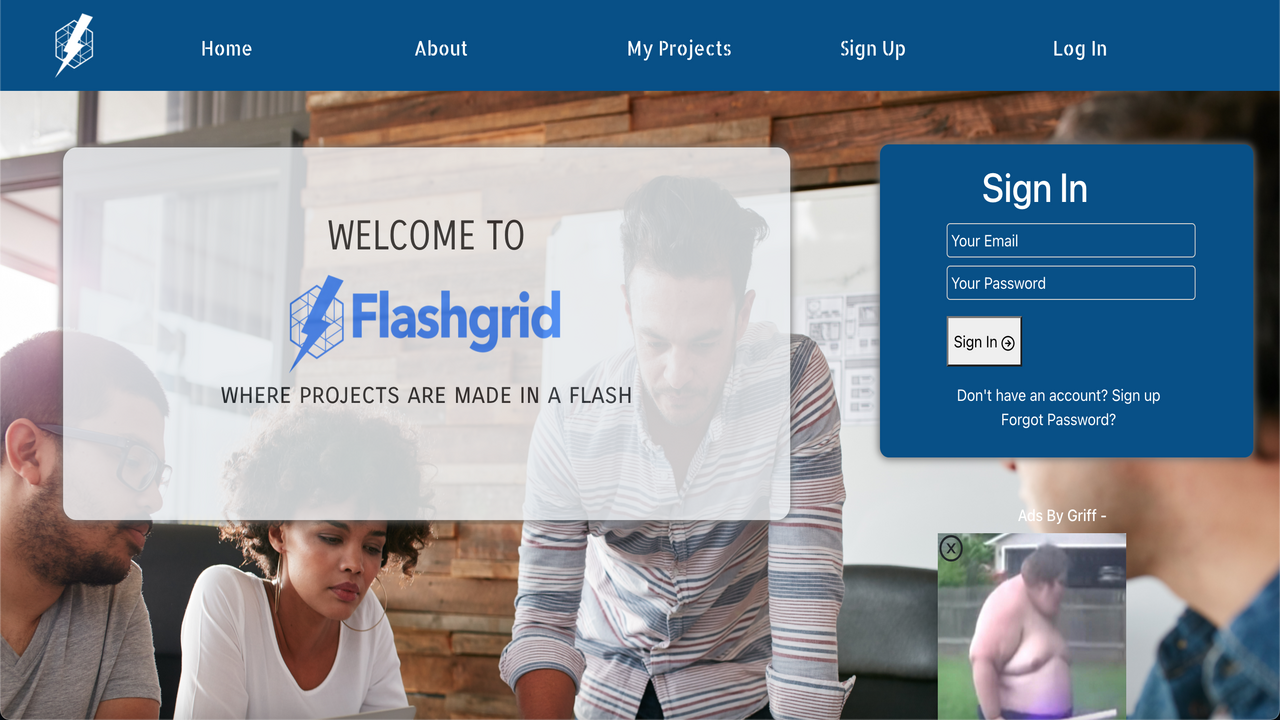 Home About My Projects Sign Up Log In
WELCOME TO
Flashgrid
WHERE PROJECTS ARE MADE IN A FLASH
Sign In
Your Email
Your Password
Sign In
Don't have an account? Sign up
Forgot Password?
Ads By Griff -
X